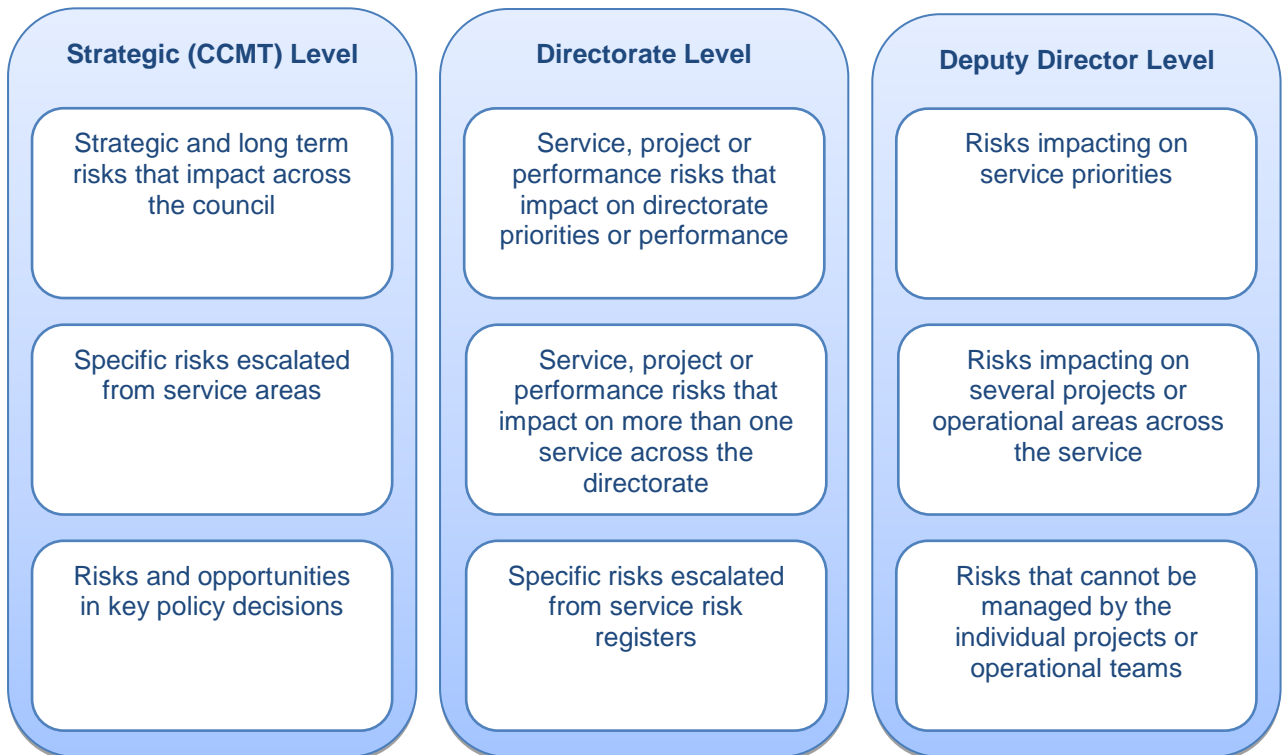 Strategic (CCMT) Level
Strategic and long term
risks that impact across
the council
Specific risks escalated
from service areas
Risks and opportunities
in key policy decisions
Directorate Level
Service, project or
performance risks that
impact on directorate
priorities or performance
Service, project or
performance risks that
impact on more than one
service across the
directorate
Specific risks escalated
from service risk
registers
Deputy Director Level
Risks impacting on
service priorities
Risks impacting on
several projects or
operational areas across
the service
Risks that cannot be
managed by the
individual projects or
operational teams